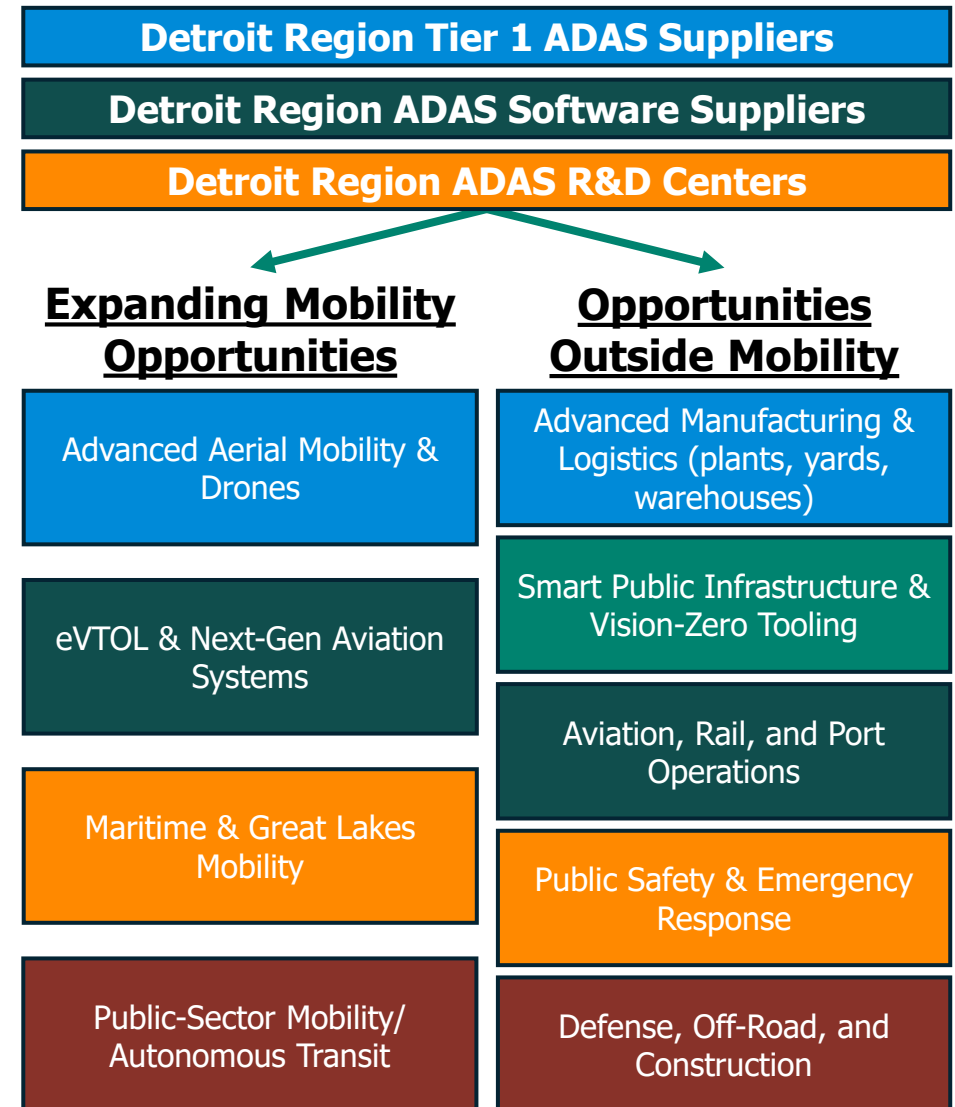 Detroit Region Tier 1 ADAS Suppliers
Detroit Region ADAS Software Suppliers
Detroit Region ADAS R&D Centers
Expanding Mobility
Opportunities
Advanced Aerial Mobility &
Drones
eVTOL & Next-Gen Aviation
Systems
Maritime & Great Lakes
Mobility
Public-Sector Mobility/
Autonomous Transit
Opportunities
Outside Mobility
Advanced Manufacturing &
Logistics (plants, yards,
warehouses)
Smart Public Infrastructure &
Vision-Zero Tooling
Aviation, Rail, and Port
Operations
Public Safety & Emergency
Response
Defense, Off-Road, and
Construction